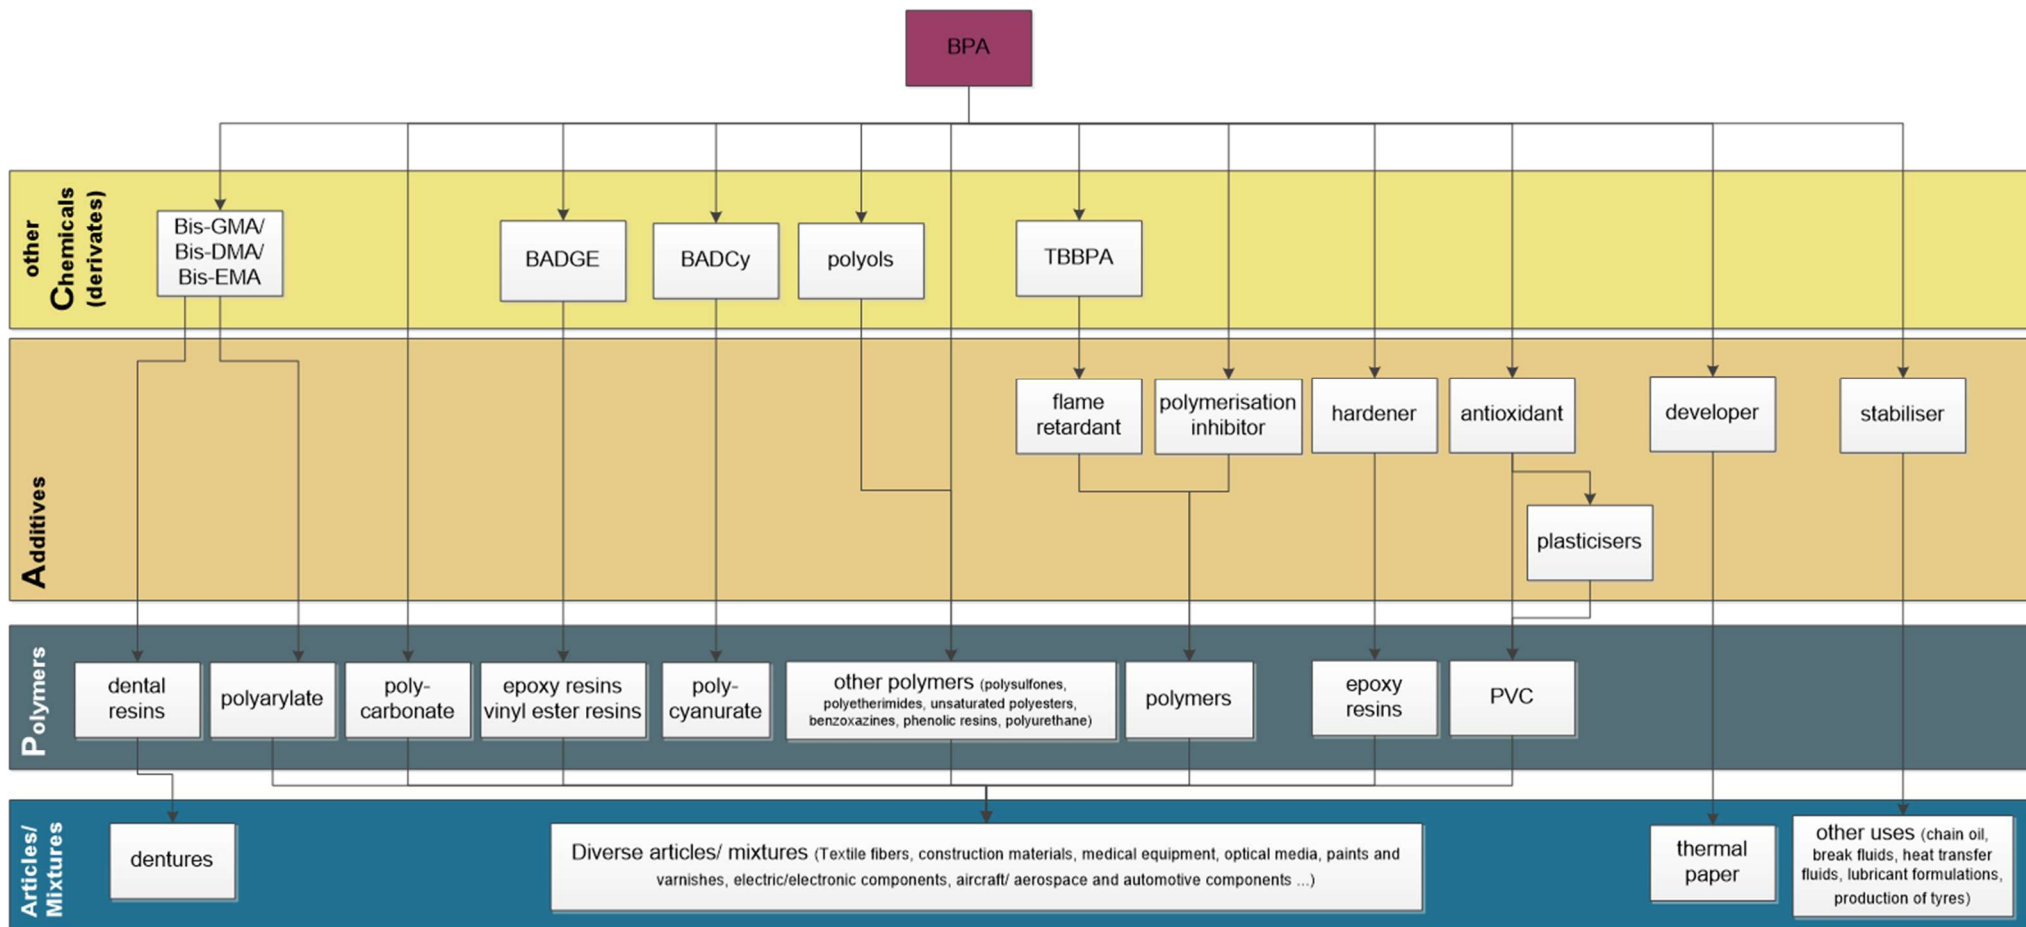 BPA
other
Chemicals
(derivates)
Bis-GMA/
Bis-DMA/
Bis-EMA
BADGE
BADCy
polyols
TBBPA
Additives
flame
retardant
polymerisation
inhibitor
hardener
antioxidant
developer
stabiliser
plasticisers
Polymers
dental
resins
polyarylate
poly-
carbonate
epoxy resins
vinyl ester resins
poly-
cyanurate
other polymers (polysulfones,
polyetherimides, unsaturated polyesters,
benzoxazines, phenolic resins, polyurethane)
polymers
epoxy
resins
PVC
Articles/
Mixtures
dentures
Diverse articles/ mixtures (Textile fibers, construction materials, medical equipment, optical media, paints and
varnishes, electric/electronic components, aircraft/ aerospace and automotive components ...)
thermal
paper
other uses (chain oil,
break fluids, heat transfer
fluids, lubricant formulations,
production of tyres)